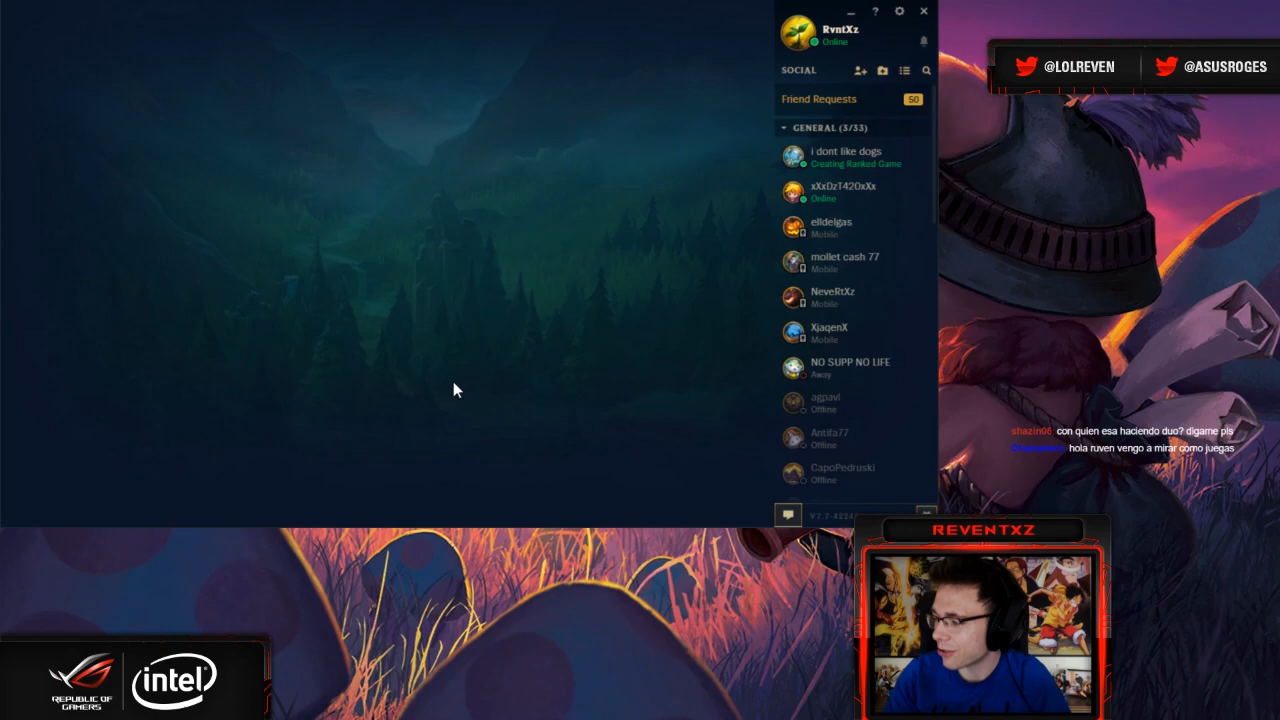 RvntXz
Online
SOCIAL
Friend Requests 50
GENERAL (3/33)
i dont like dogs
Creating Ranked Game
xXxDzT420xXx
Online
elldelgas
Mobile
mollet cash 77
Mobile
NeveRtXz
Mobile
XjaqenX
Mobile
NO SUPP NO LIFE
Away
agpavl
Offline
Antifa77
Offline
CapoPedruski
Offline
@LOLREVEN
@ASUSROGES
shazin06: con quien esa haciendo duo? digame pls
hola ruven vengo a mirar como juegas
REVENTXZ
REPUBLIC OF
GAMERS
intel